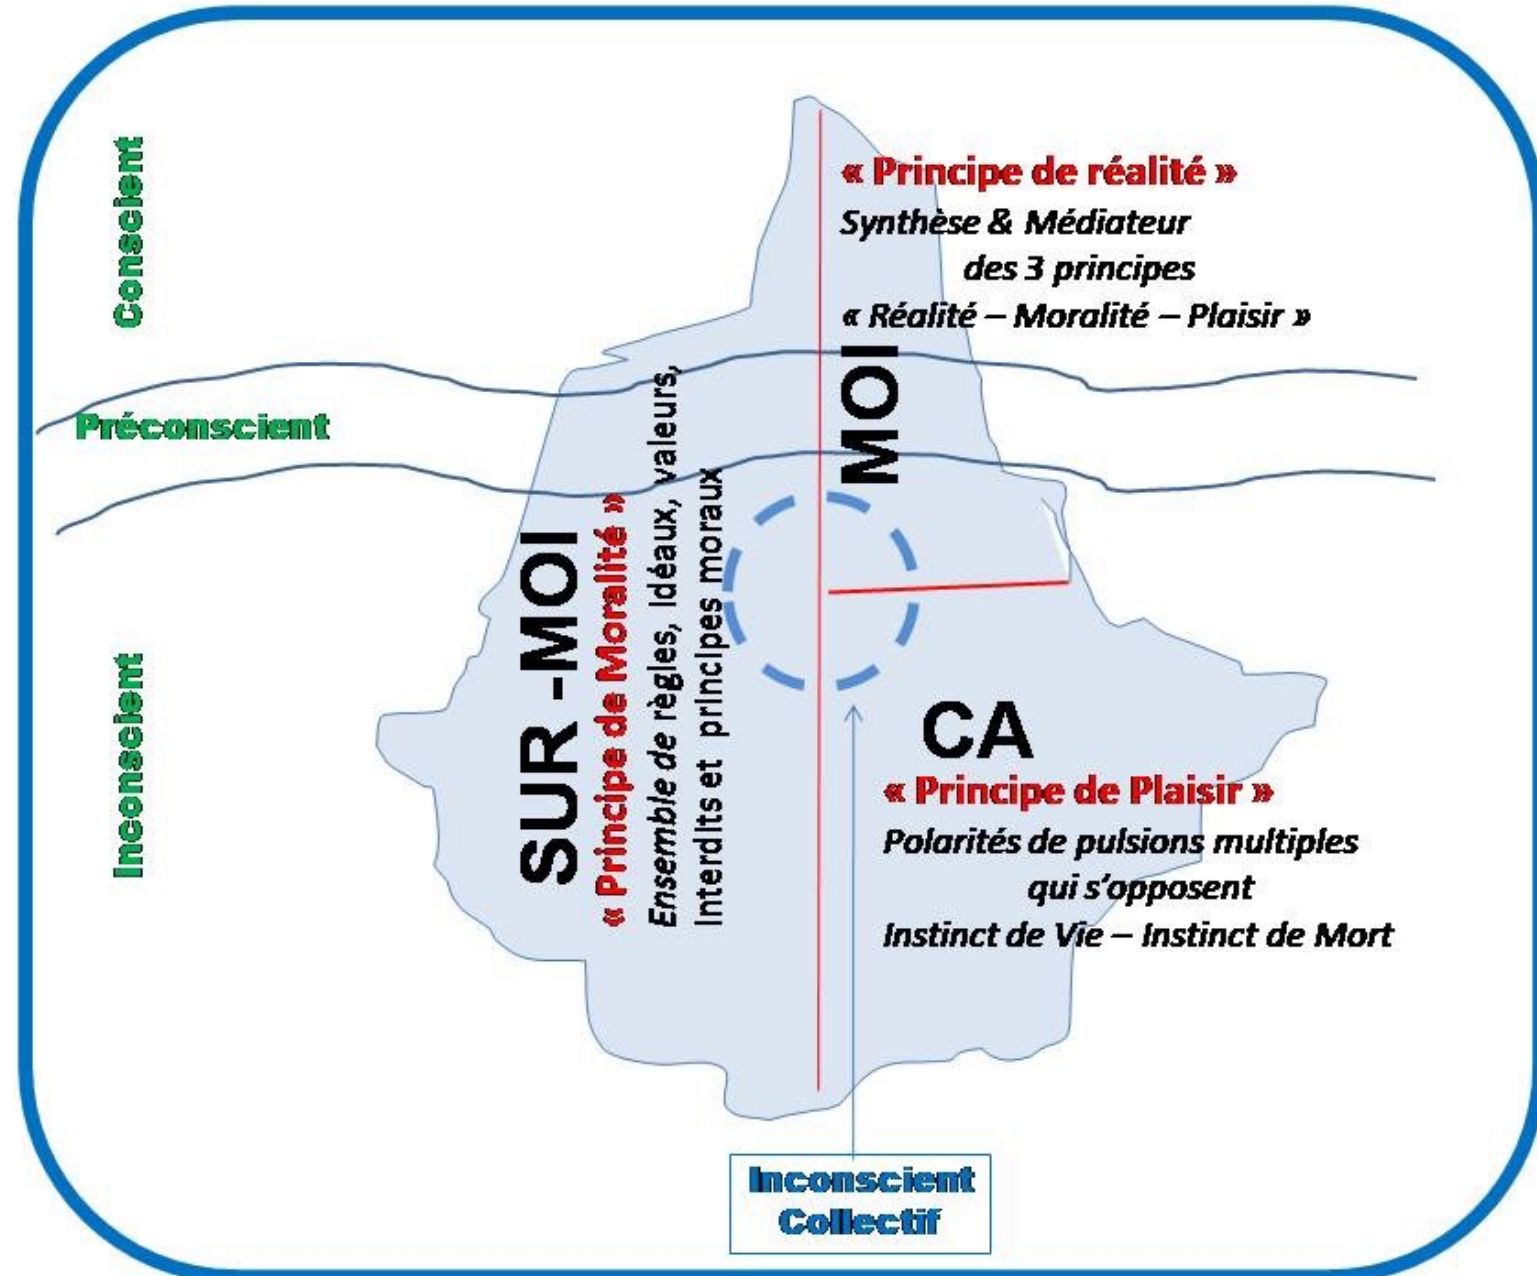 Conscient
« Principe de réalité »
Synthèse & Médiateur
des 3 principes
« Réalité – Moralité – Plaisir »
MOI
Préconscient
Inconscient
SUR -MOI
« Principe de Moralité »
Ensemble de règles, Idéaux, valeurs,
Interdits et principes moraux
CA
« Principe de Plaisir »
Polarités de pulsions multiples
qui s’opposent
Instinct de Vie – Instinct de Mort
Inconscient
Collectif